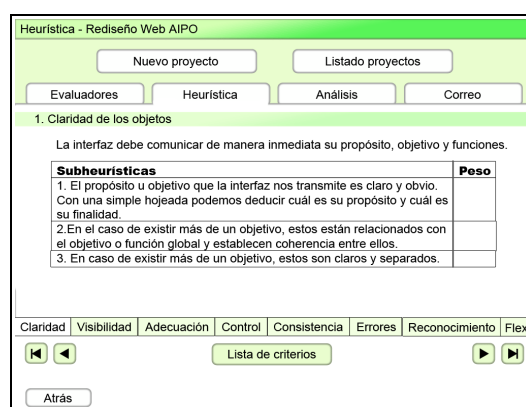 Heurística - Rediseño Web AIPO
Nuevo proyecto
Listado proyectos
Evaluadores
Heurística
Análisis
Correo
1. Claridad de los objetos
La interfaz debe comunicar de manera inmediata su propósito, objetivo y funciones.
Subheurísticas
Peso
1. El propósito u objetivo que la interfaz nos transmite es claro y obvio.
Con una simple hojeada podemos deducir cuál es su propósito y cuál es
su finalidad.
2.En el caso de existir más de un objetivo, estos están relacionados con
el objetivo o función global y establecen coherencia entre ellos.
3. En caso de existir más de un objetivo, estos son claros y separados.
Claridad
Visibilidad
Adecuación
Control
Consistencia
Errores
Reconocimiento
Flex
Lista de criterios
Atrás